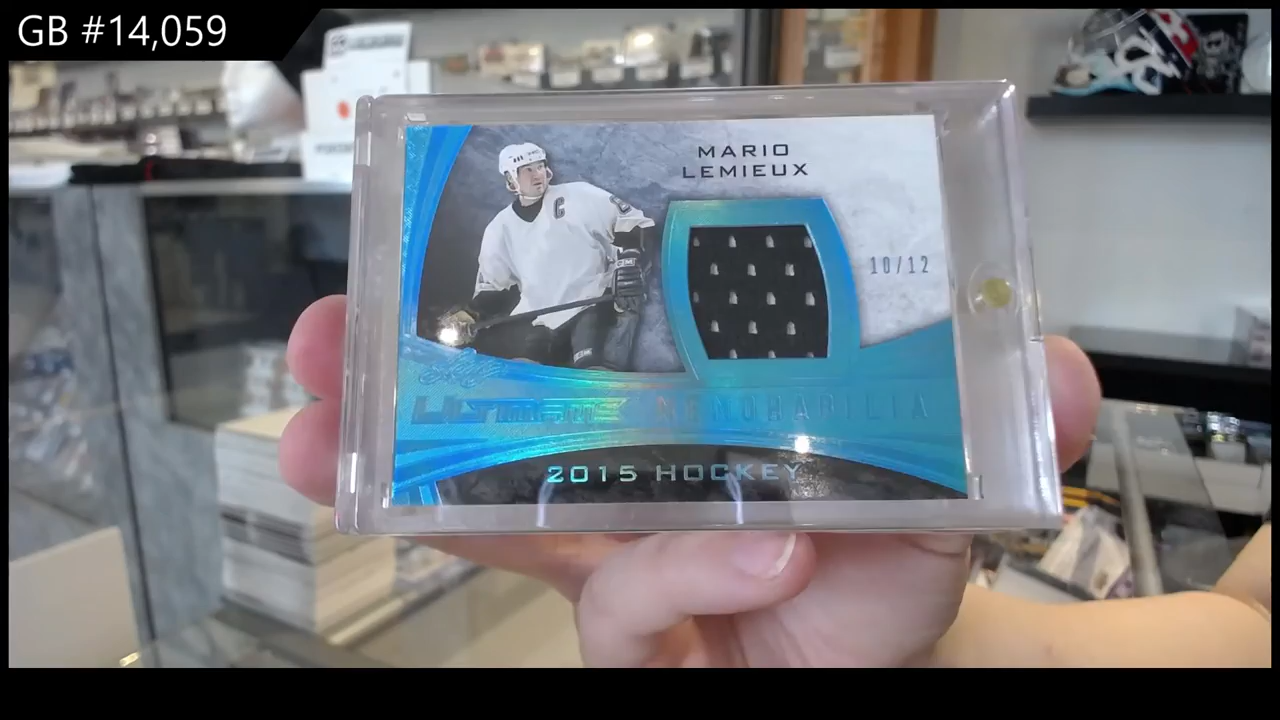 GB #14,059
MARIO
LEMIEUX
C
10/12
Leaf
ULTIMATE MEMORABILIA
2015 HOCKEY